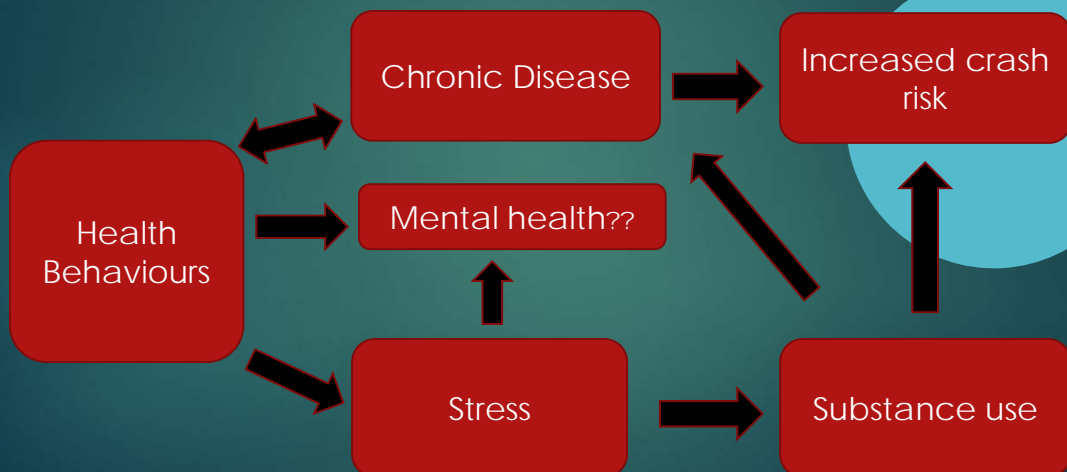 Chronic Disease
Increased crash
risk
Health
Behaviours
Mental health??
Stress
Substance use